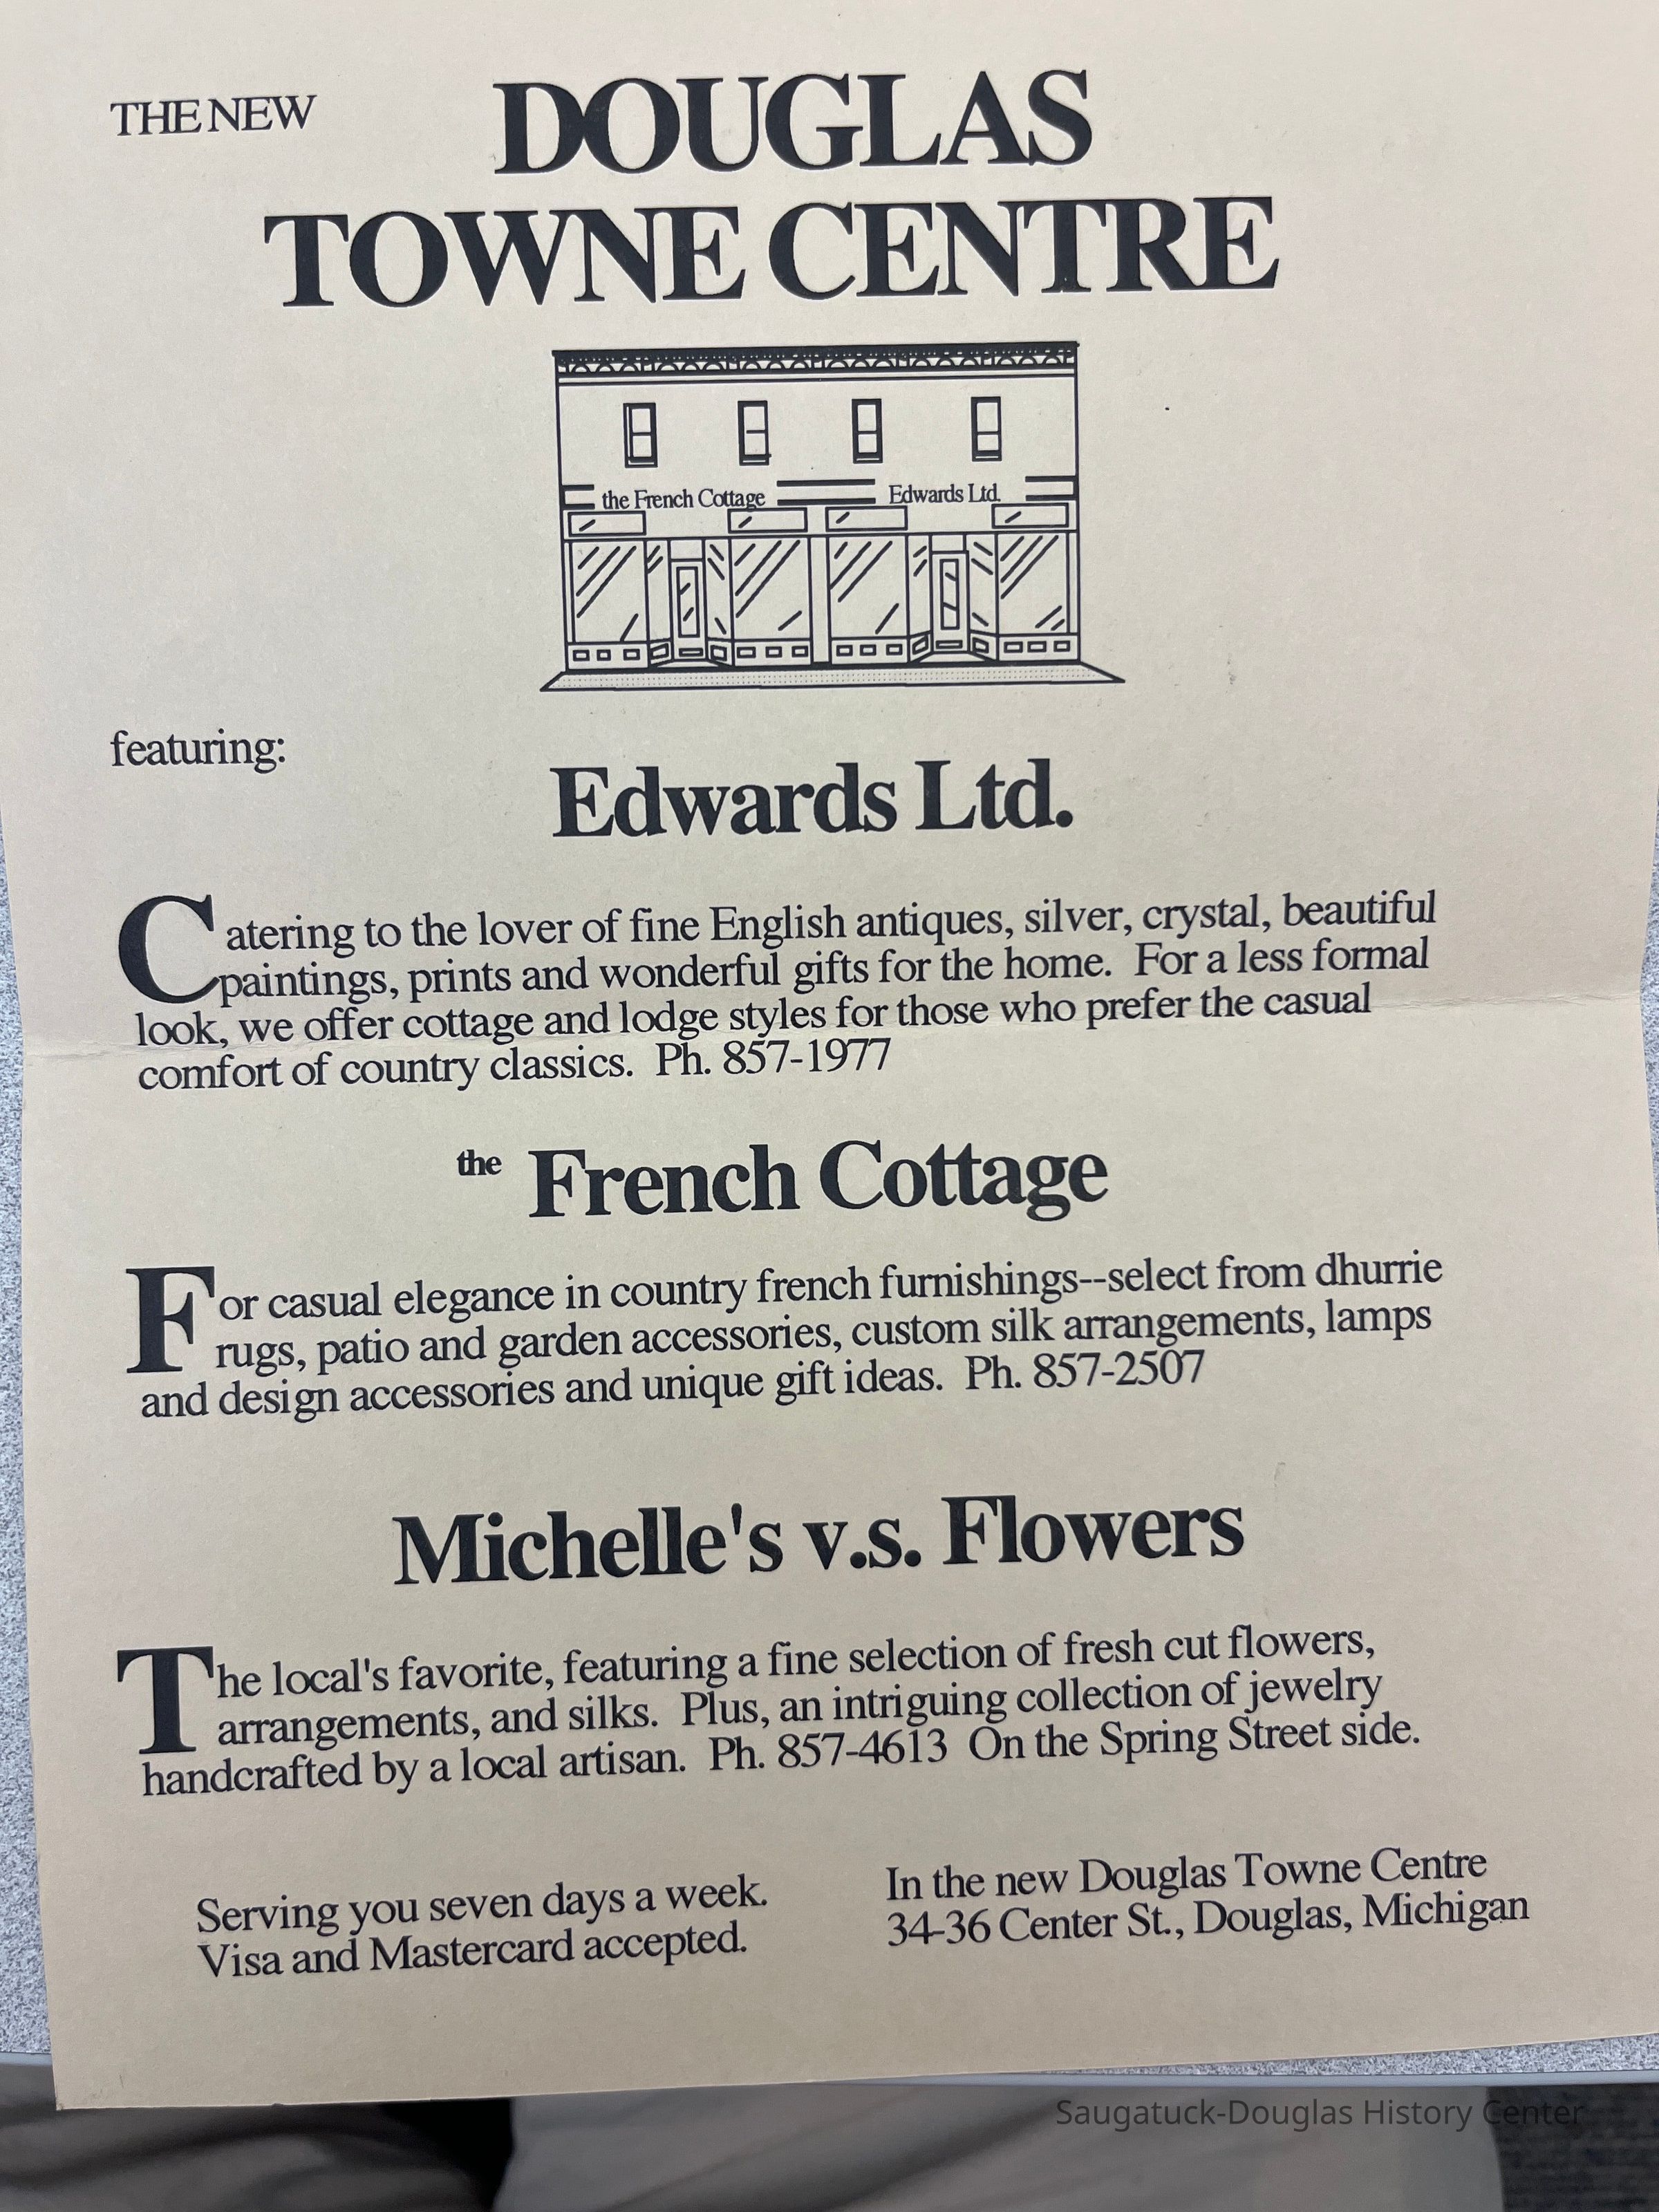 THE NEW
DOUGLAS
TOWNE CENTRE
the French Cottage
Edwards Ltd.
featuring:
Edwards Ltd.
Catering to the lover of fine English antiques, silver, crystal, beautiful
paintings, prints and wonderful gifts for the home. For a less formal
look, we offer cottage and lodge styles for those who prefer the casual
comfort of country classics. Ph. 857-1977
the French Cottage
For casual elegance in country french furnishings--select from dhurrie
rugs, patio and garden accessories, custom silk arrangements, lamps
and design accessories and unique gift ideas. Ph. 857-2507
Michelle's v.s. Flowers
The local's favorite, featuring a fine selection of fresh cut flowers,
arrangements, and silks. Plus, an intriguing collection of jewelry
handcrafted by a local artisan. Ph. 857-4613 On the Spring Street side.
Serving you seven days a week.
Visa and Mastercard accepted.
In the new Douglas Towne Centre
34-36 Center St., Douglas, Michigan
Saugatuck-Douglas History Center